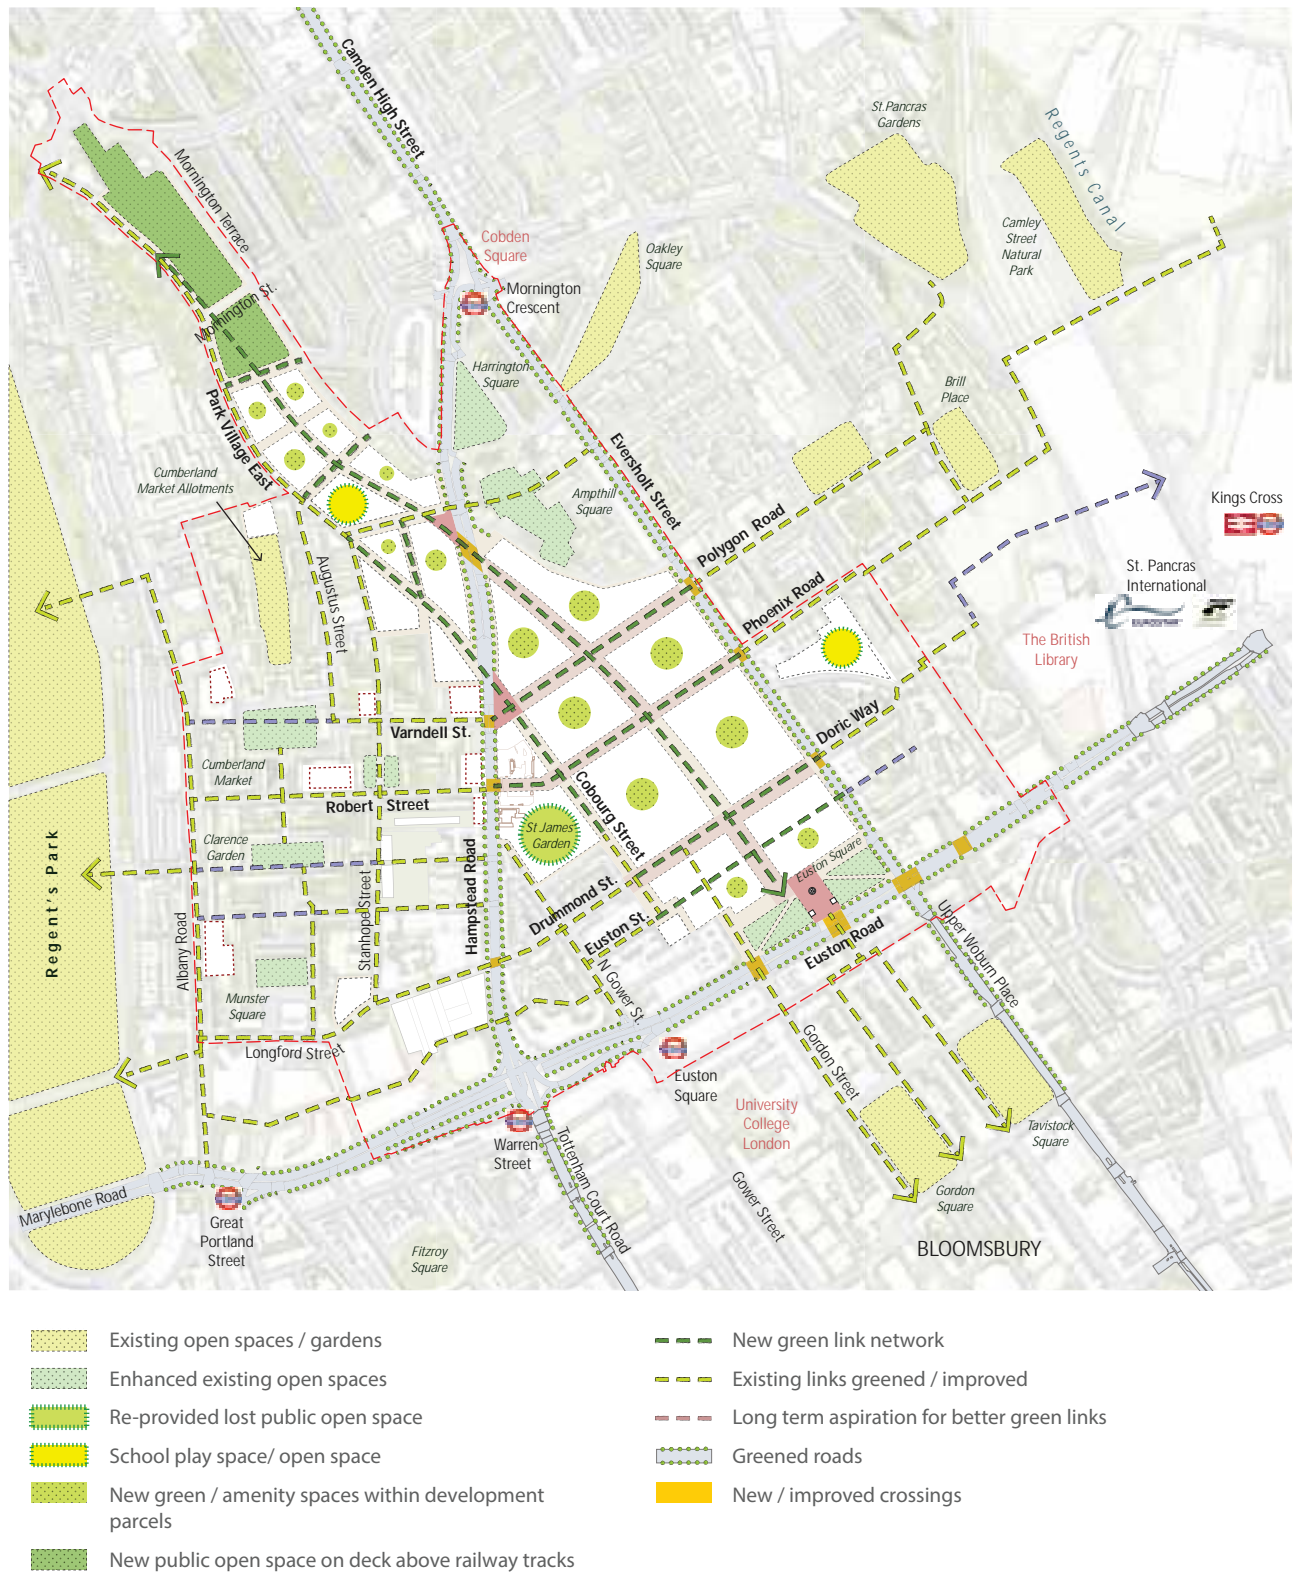 Camden High Street
St.Pancras
Gardens
Regents Canal
Camley
Street
Natural
Park
Mornington Terrace
Cobden
Square
Oakley
Square
Mornington
Crescent
Mornington St.
Harrington
Square
Brill
Place
Park Village East
Cumberland
Market Allotments
Eversholt Street
Ampthill
Square
Polygon Road
Kings Cross
Augustus Street
Phoenix Road
St. Pancras
International
EUROSTAR
The British
Library
Varndell St.
Doric Way
Cumberland
Market
Robert Street
Cobourg Street
Regent's Park
Clarence
Garden
St James
Garden
Euston Square
Hampstead Road
Stanhope Street
Drummond St.
Albany Road
Euston St.
Euston Road
Upper Woburn Place
N Gower St.
Munster
Square
Longford Street
Gordon Street
Euston
Square
University
College
London
Tavistock
Square
Warren
Street
Tottenham Court Road
Gower Street
Gordon
Square
Marylebone Road
Great
Portland
Street
Fitzroy
Square
BLOOMSBURY
Existing open spaces / gardens
Enhanced existing open spaces
Re-provided lost public open space
School play space/ open space
New green / amenity spaces within development
parcels
New public open space on deck above railway tracks
New green link network
Existing links greened / improved
Long term aspiration for better green links
Greened roads
New / improved crossings